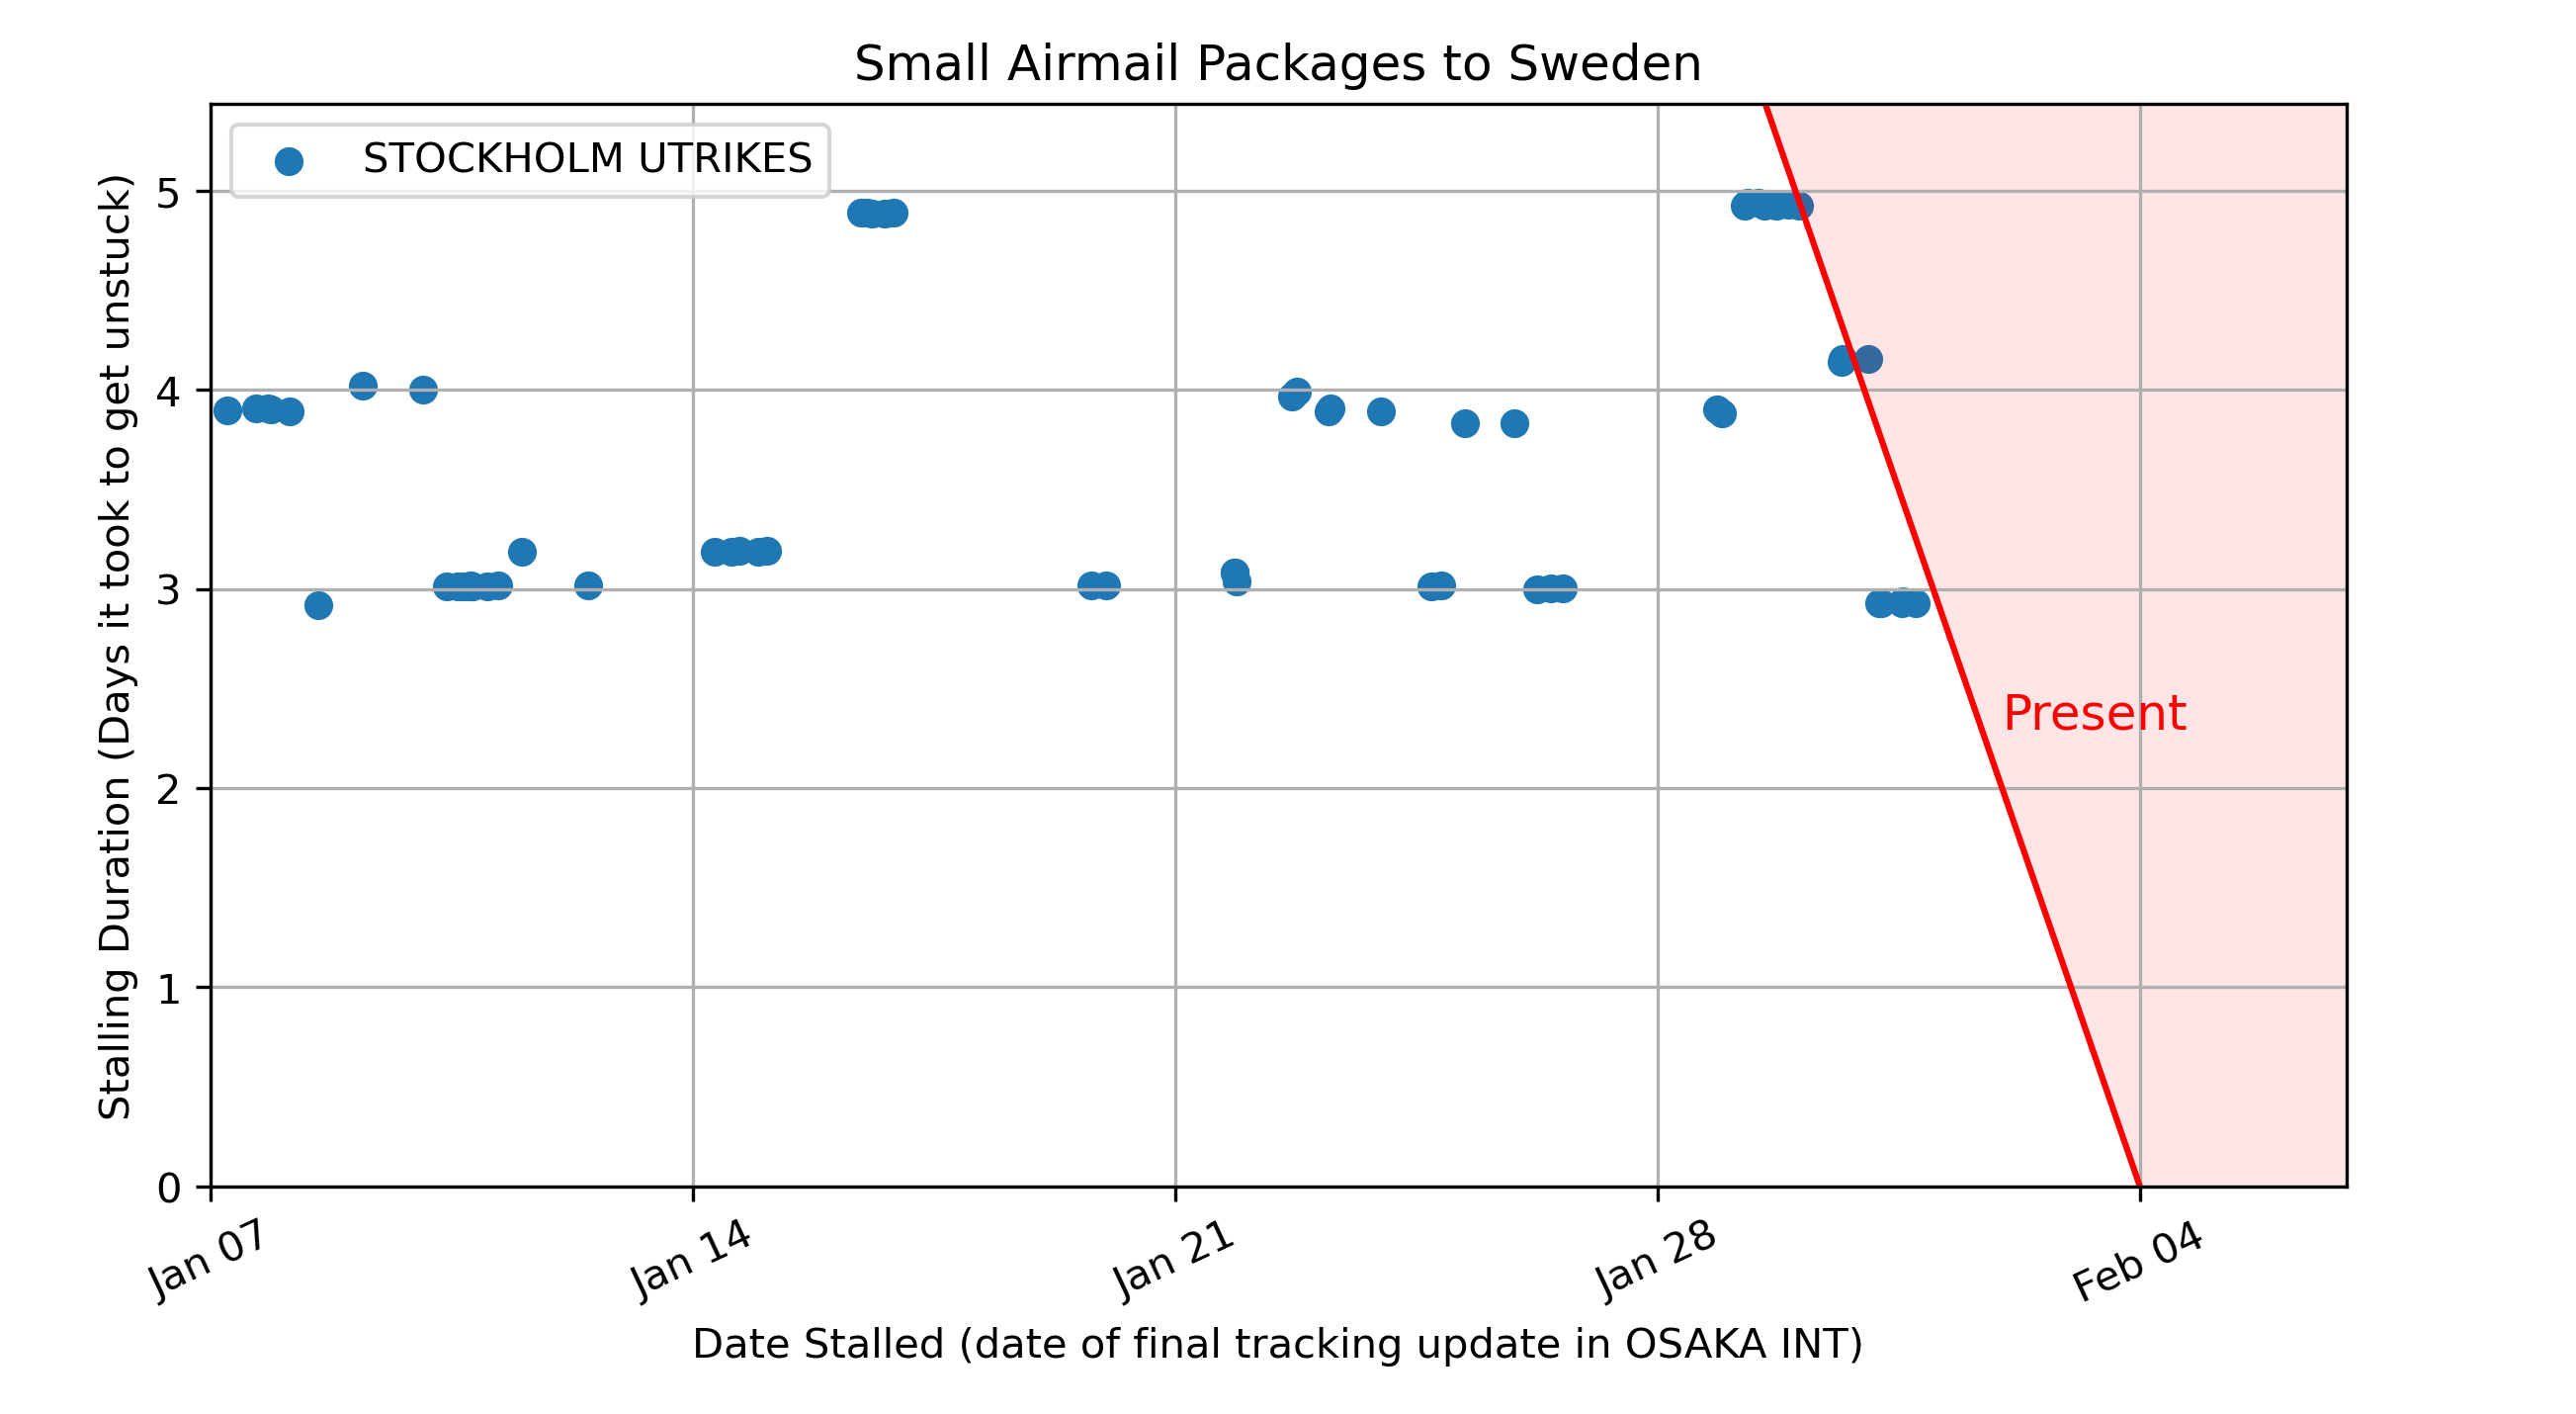 Small Airmail Packages to Sweden
STOCKHOLM UTRIKES
Stalling Duration (Days it took to get unstuck)
5
4
3
2
1
0
Present
Jan 07
Jan 14
Jan 21
Jan 28
Feb 04
Date Stalled (date of final tracking update in OSAKA INT)